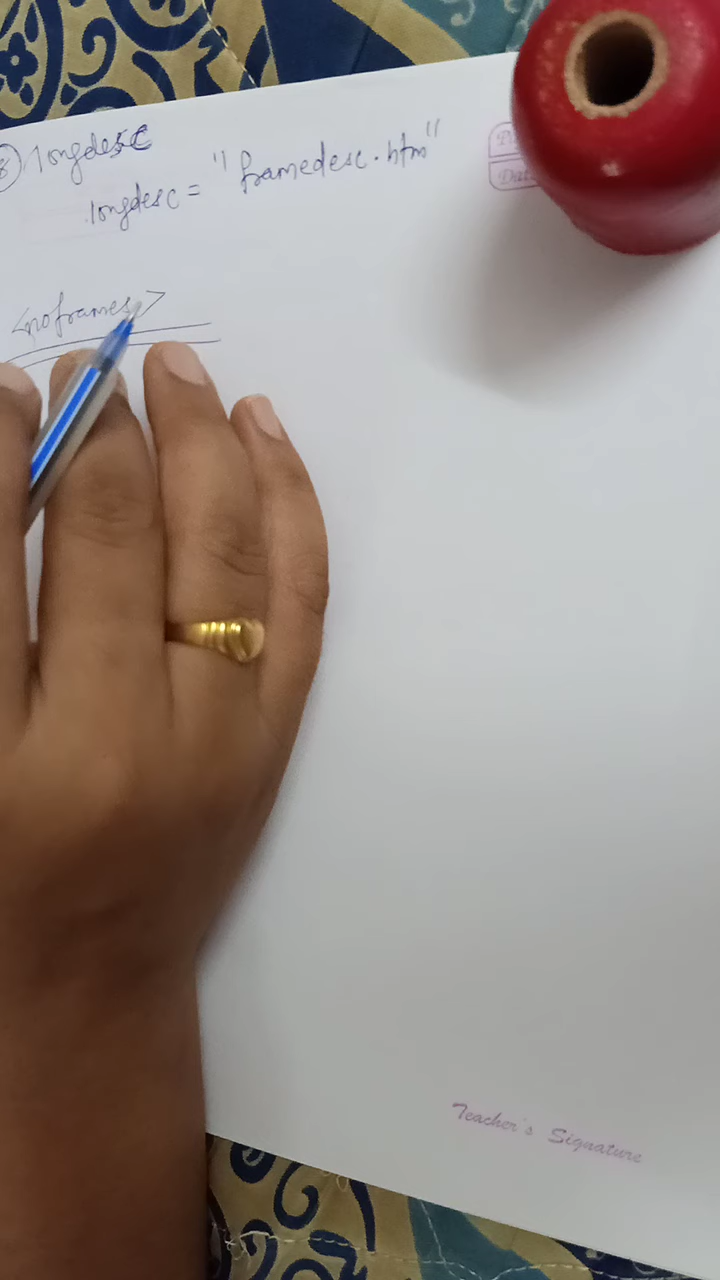 8) longdesc
longdesc = "framedesc.htm"
<noframes>
Teacher's Signature